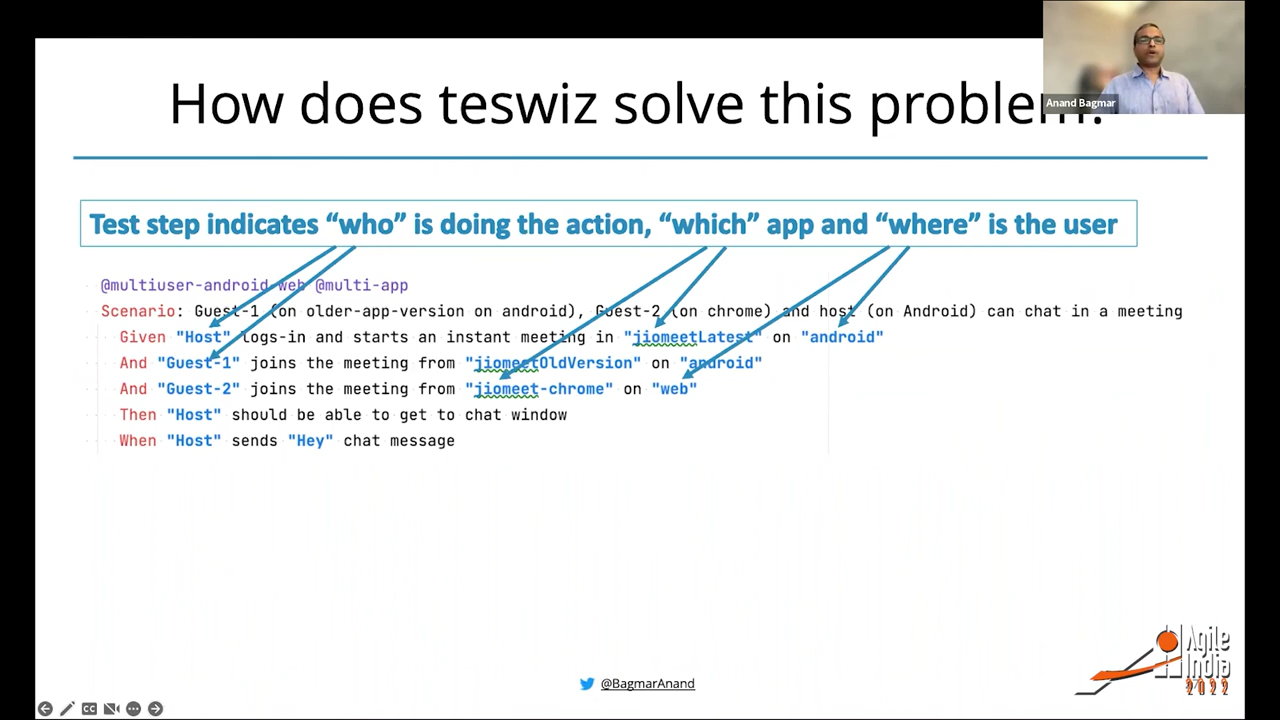 How does teswiz solve this problem?
Anand Bagmar
Test step indicates “who” is doing the action, “which” app and “where” is the user
@multiuser-android-web @multi-app
Scenario: Guest-1 (on older-app-version on android), Guest-2 (on chrome) and host (on Android) can chat in a meeting
Given "Host" logs-in and starts an instant meeting in "jiomeetLatest" on "android"
And "Guest-1" joins the meeting from "jiomeetOldVersion" on "android"
And "Guest-2" joins the meeting from "jiomeet-chrome" on "web"
Then "Host" should be able to get to chat window
When "Host" sends "Hey" chat message
@BagmarAnand
Agile
India
2022
CC